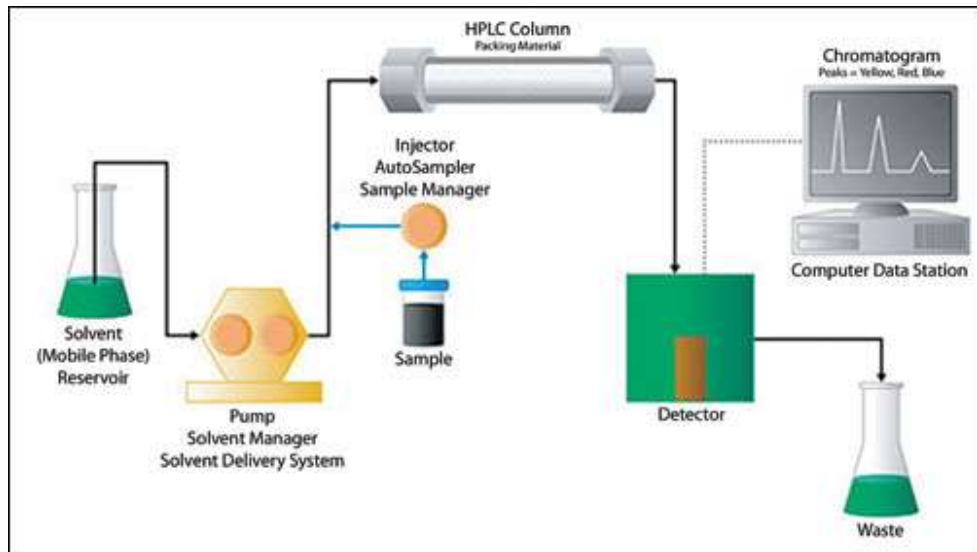 HPLC Column
Packing Material
Chromatogram
Peaks = Yellow, Red, Blue
Injector
AutoSampler
Sample Manager
Solvent
(Mobile Phase)
Reservoir
Sample
Computer Data Station
Pump
Solvent Manager
Solvent Delivery System
Detector
Waste